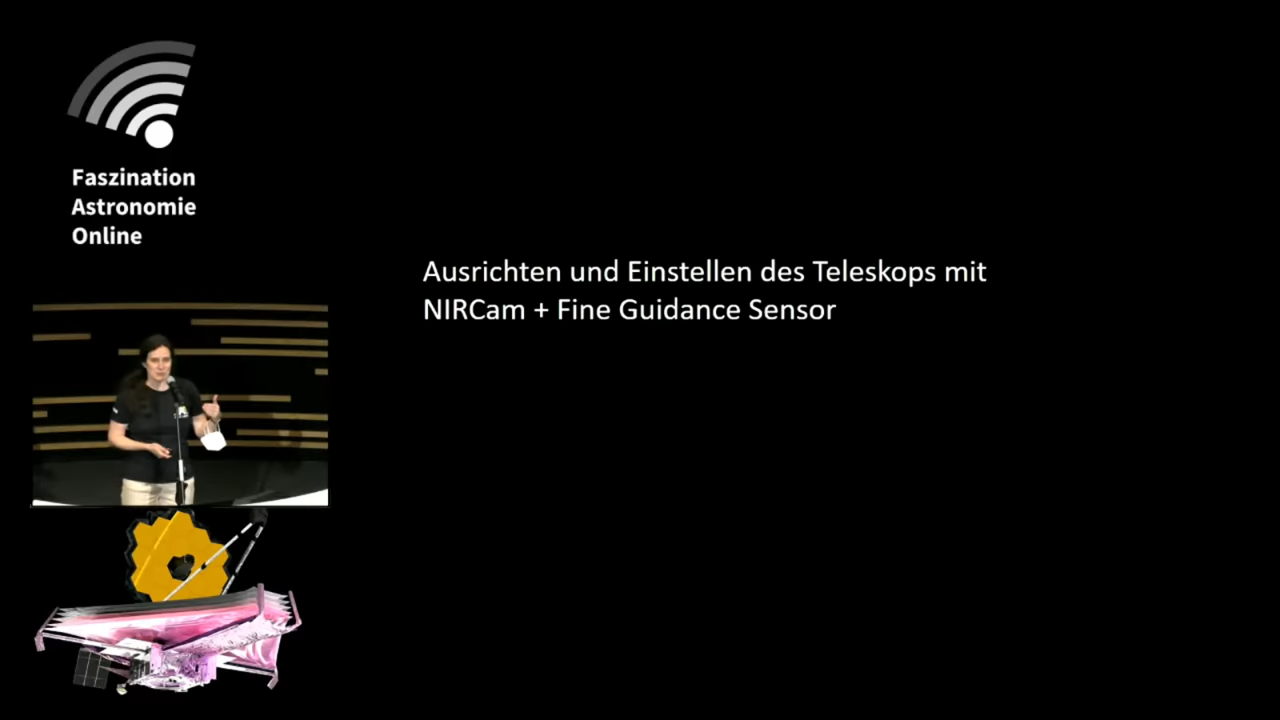 Faszination
Astronomie
Online
Ausrichten und Einstellen des Teleskops mit
NIRCam + Fine Guidance Sensor